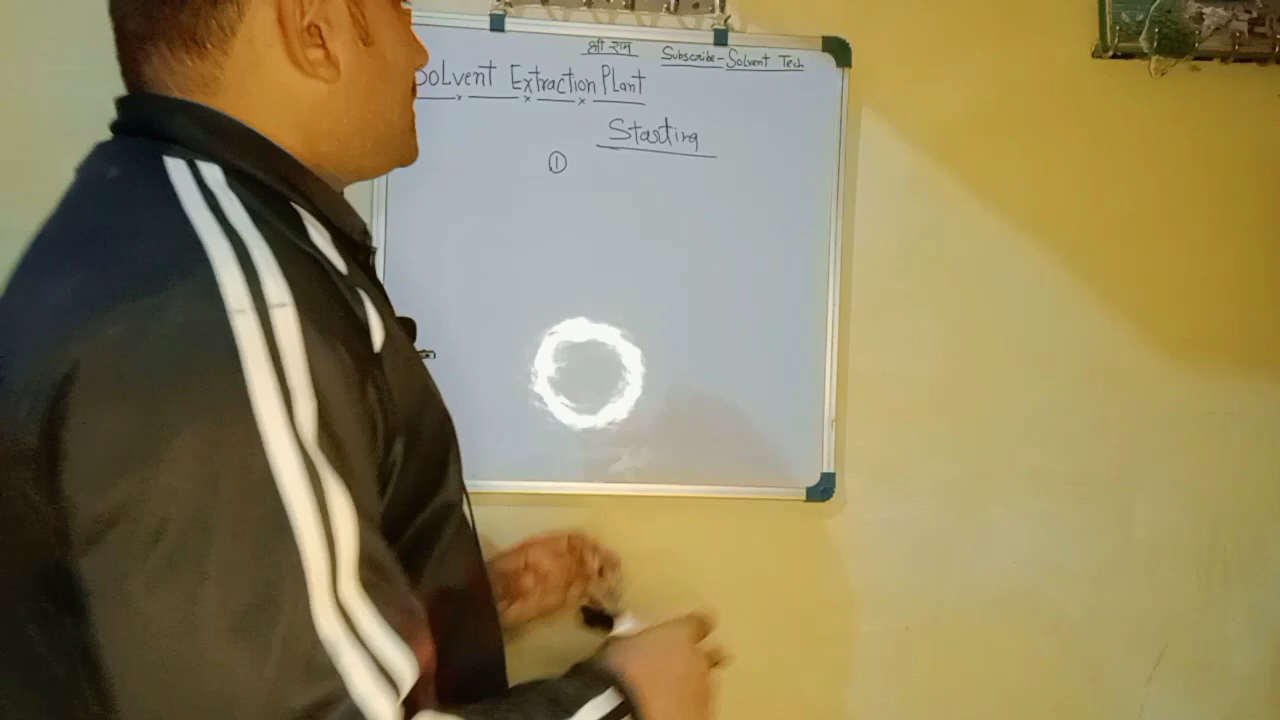 श्री राम
Subscribe - Solvent Tech
Solvent Extraction Plant
Starting
①